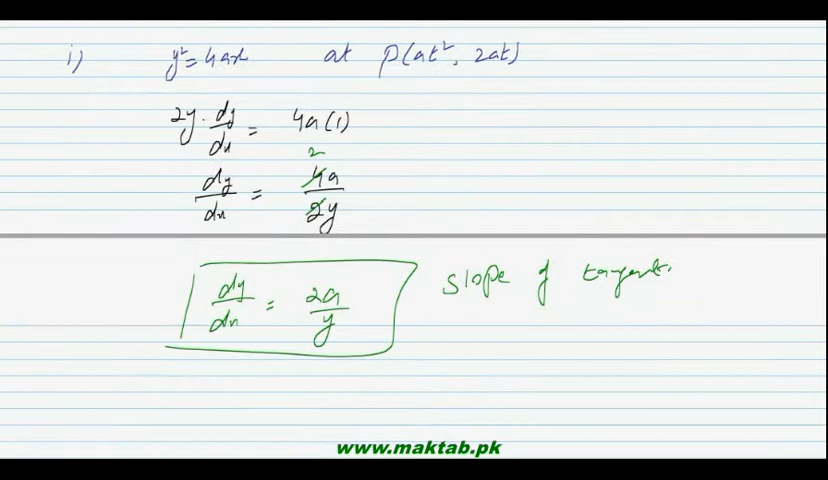 i) y² = 4ax at P(at², 2at)
2y · dy/dx = 4a(1)
2
dy/dx = 4a/2y
dy/dx = 2a/y slope of tangent.
www.maktab.pk